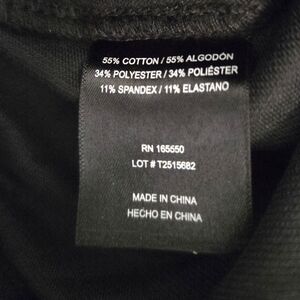 55% COTTON / 55% ALGODÓN
34% POLYESTER / 34% POLIÉSTER
11% SPANDEX / 11% ELASTANO
RN 165550
LOT # T2515682
MADE IN CHINA
HECHO EN CHINA